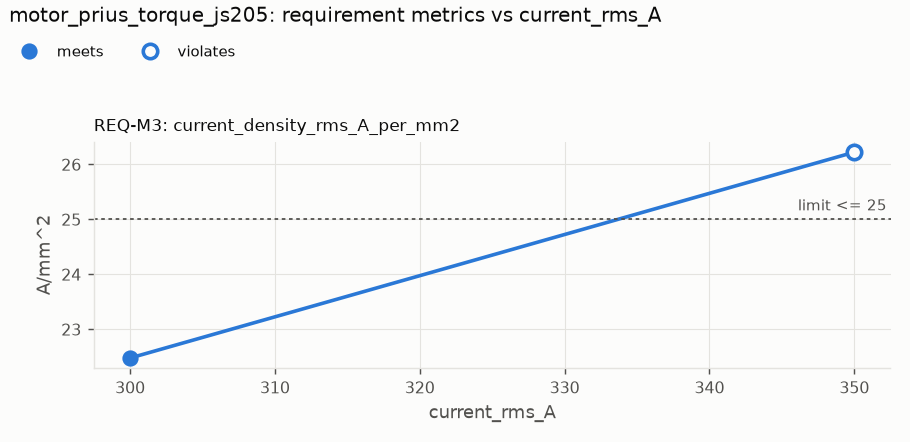 motor_prius_torque_js205: requirement metrics vs current_rms_A
meets violates
REQ-M3: current_density_rms_A_per_mm2
26
limit <= 25
25
24
23
A/mm^2
300 310 320 330 340 350
current_rms_A